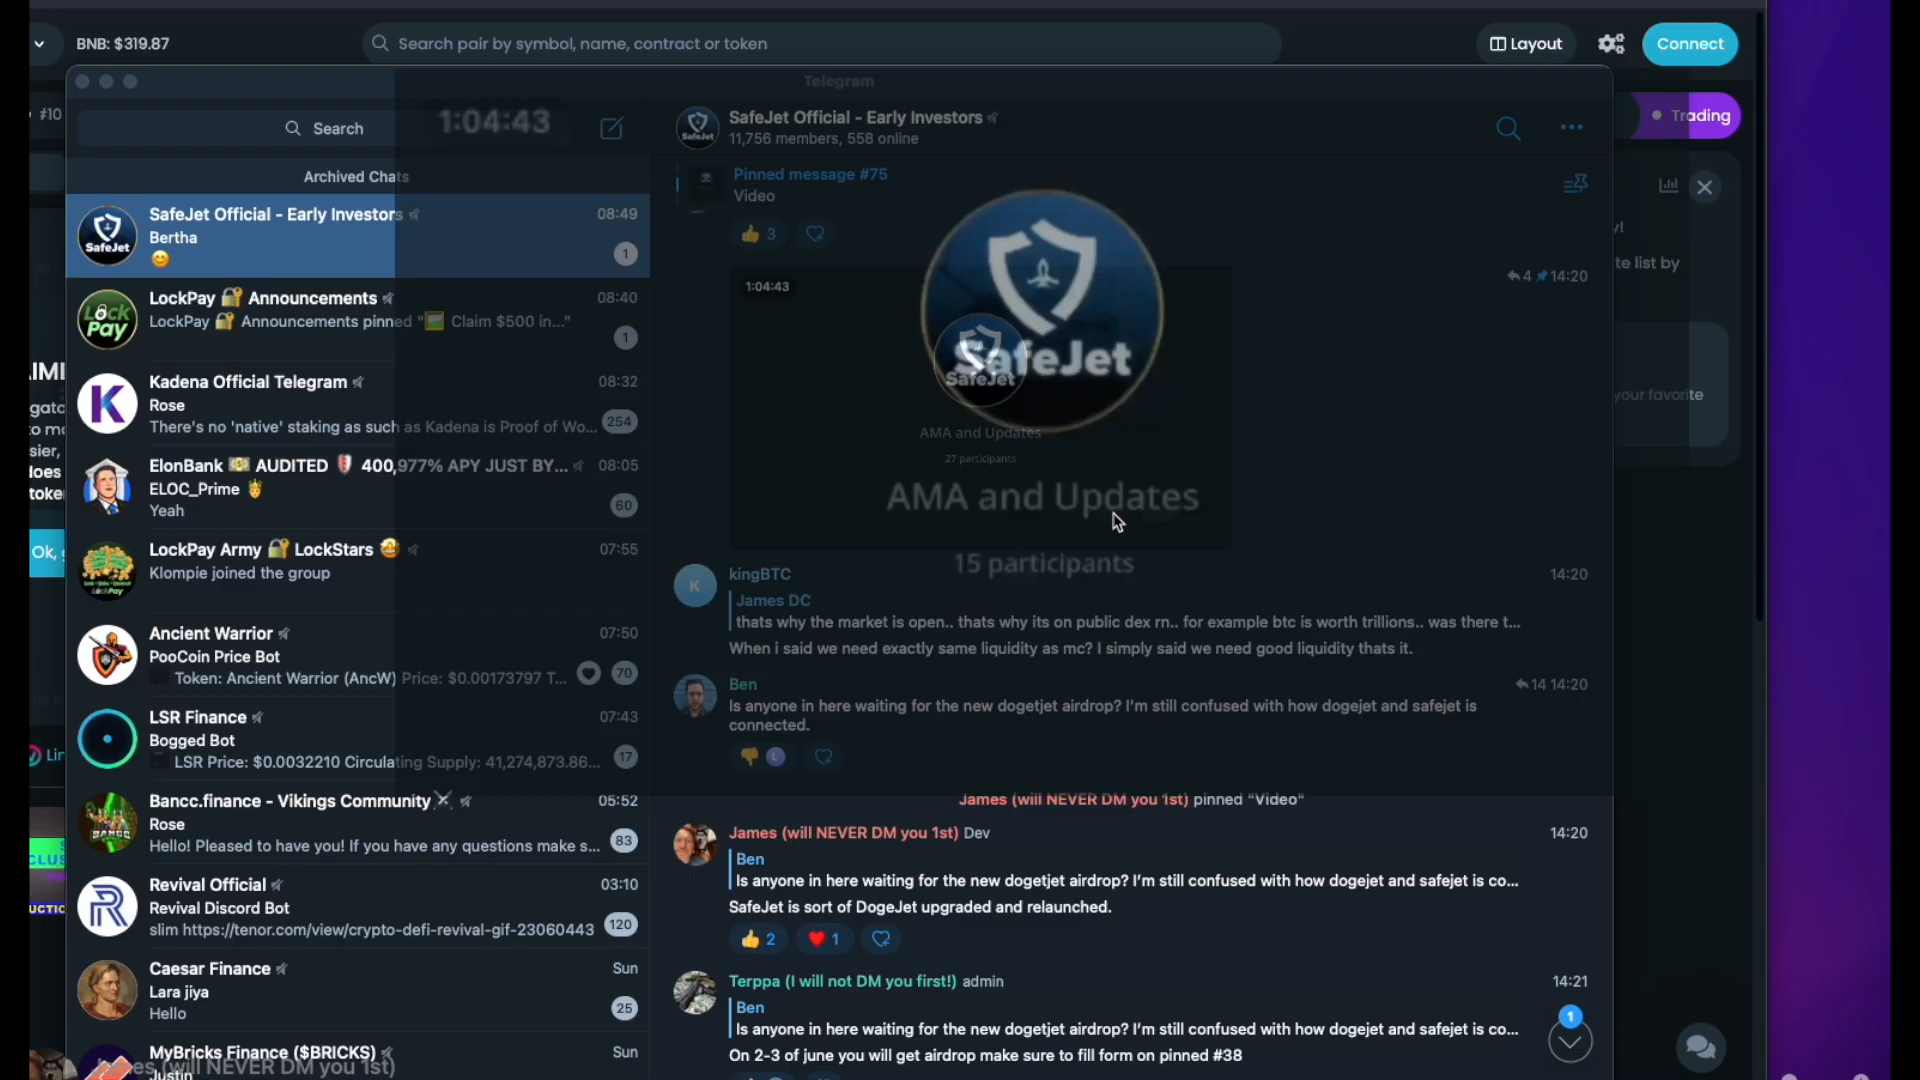 BNB: $319.87
Search pair by symbol, name, contract or token
Layout
Connect
Telegram
#10
Trading
1:04:43
Search
Archived Chats
SafeJet Official - Early Investors
08:49
Bertha
1
LockPay 🔐 Announcements
08:40
LockPay 🔐 Announcements pinned "🖼 Claim $500 in..."
1
Kadena Official Telegram
08:32
Rose
There's no 'native' staking as such as Kadena is Proof of Wo...
254
ElonBank 💵 AUDITED 🛡 400,977% APY JUST BY...
08:05
ELOC_Prime 🤴
Yeah
60
LockPay Army 🔐 LockStars 🤩
07:55
Klompie joined the group
Ancient Warrior
07:50
PooCoin Price Bot
Token: Ancient Warrior (AncW) Price: $0.00173797 T...
70
LSR Finance
07:43
Bogged Bot
LSR Price: $0.0032210 Circulating Supply: 41,274,873.86...
17
Bancc.finance - Vikings Community ⚔
05:52
Rose
Hello! Pleased to have you! If you have any questions make s...
83
Revival Official
03:10
Revival Discord Bot
slim https://tenor.com/view/crypto-defi-revival-gif-23060443
120
Caesar Finance
Sun
Lara jiya
Hello
25
MyBricks Finance ($BRICKS)
Sun
Justin
(will NEVER DM you 1st)
SafeJet Official - Early Investors
11,756 members, 558 online
Pinned message #75
Video
👍 3
1:04:43
4 14:20
SafeJet
SafeJet
AMA and Updates
27 participants
AMA and Updates
15 participants
kingBTC
14:20
James DC
thats why the market is open.. thats why its on public dex rn.. for example btc is worth trillions.. was there t...
When i said we need exactly same liquidity as mc? I simply said we need good liquidity thats it.
Ben
14 14:20
Is anyone in here waiting for the new dogetjet airdrop? I'm still confused with how dogejet and safejet is
connected.
James (will NEVER DM you 1st) pinned "Video"
James (will NEVER DM you 1st) Dev
14:20
Ben
Is anyone in here waiting for the new dogetjet airdrop? I'm still confused with how dogejet and safejet is co...
SafeJet is sort of DogeJet upgraded and relaunched.
👍 2 ❤ 1
Terppa (I will not DM you first!) admin
14:21
Ben
Is anyone in here waiting for the new dogetjet airdrop? I'm still confused with how dogejet and safejet is co...
On 2-3 of june you will get airdrop make sure to fill form on pinned #38
1
te list by
your favorite